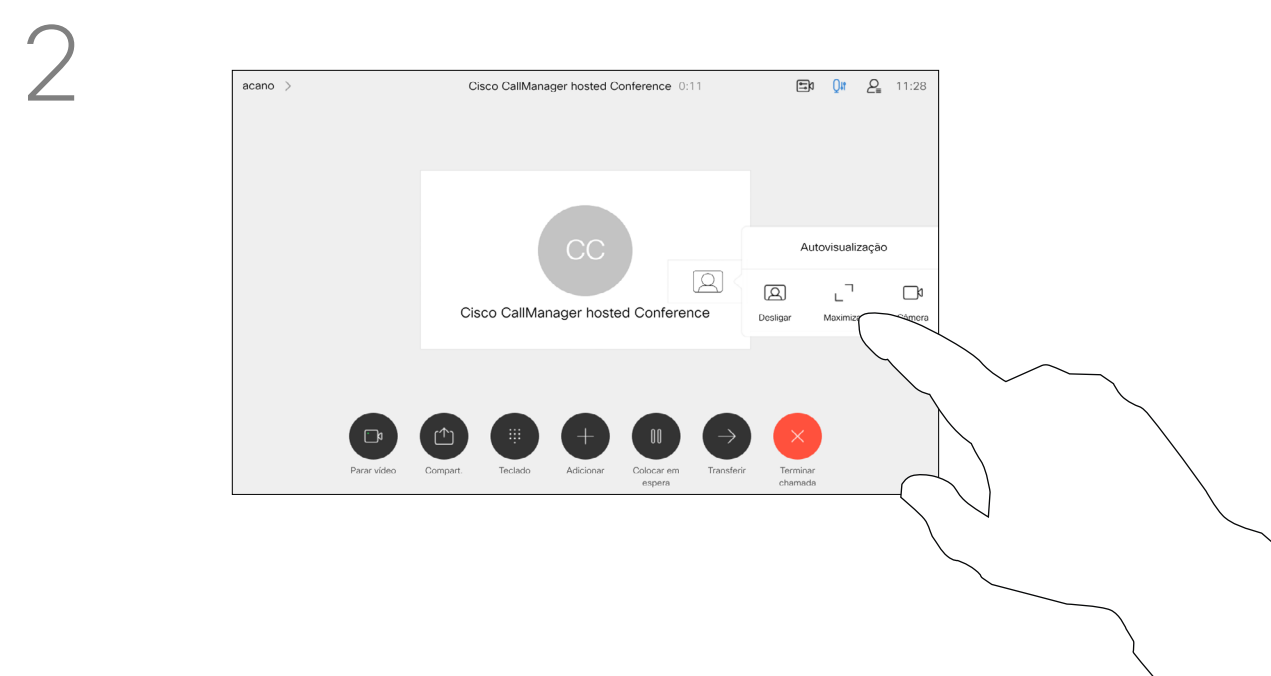 2
acano >
Cisco CallManager hosted Conference 0:11
11:28
CC
Cisco CallManager hosted Conference
Autovisualização
Desligar
Câmera
Parar vídeo
Compart.
Teclado
Adicionar
Colocar em
espera
Transferir
Terminar
chamada